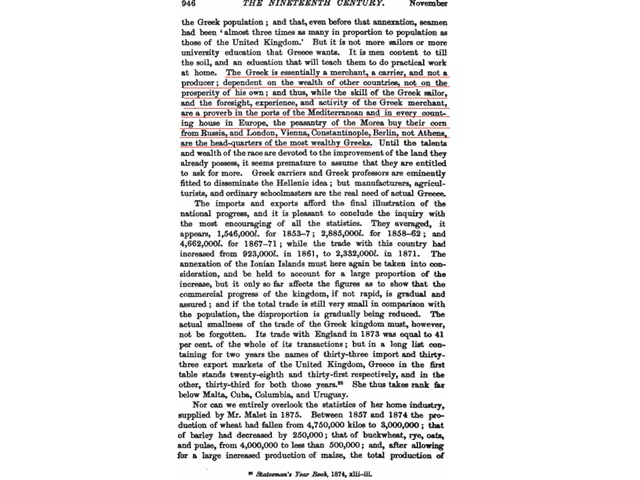 946 THE NINETEENTH CENTURY. November
the Greek population ; and that, even before that annexation, seamen
had been ' almost three times as many in proportion to population as
those of the United Kingdom.' But it is not more sailors or more
university education that Greece wants. It is men content to till
the soil, and an education that will teach them to do practical work
at home. The Greek is essentially a merchant, a carrier, and not a
producer ; dependent on the wealth of other countries, not on the
prosperity of his own ; and thus, while the skill of the Greek sailor,
and the foresight, experience, and activity of the Greek merchant,
are a proverb in the ports of the Mediterranean and in every count-
ing house in Europe, the peasantry of the Morea buy their corn
from Russia, and London, Vienna, Constantinople, Berlin, not Athens,
are the head-quarters of the most wealthy Greeks. Until the talents
and wealth of the race are devoted to the improvement of the land they
already possess, it seems premature to assume that they are entitled
to ask for more. Greek carriers and Greek professors are eminently
fitted to disseminate the Hellenic idea ; but manufacturers, agricul-
turists, and ordinary schoolmasters are the real need of actual Greece.
The imports and exports afford the final illustration of the
national progress, and it is pleasant to conclude the inquiry with
the most encouraging of all the statistics. They averaged, it
appears, 1,546,000l. for 1853-7 ; 2,885,000l. for 1858-62 ; and
4,662,000l. for 1867-71 ; while the trade with this country had
increased from 923,000l. in 1861, to 2,332,000l. in 1871. The
annexation of the Ionian Islands must here again be taken into con-
sideration, and be held to account for a large proportion of the
increase, but it only so far affects the figures as to show that the
commercial progress of the kingdom, if not rapid, is gradual and
assured ; and if the total trade is still very small in comparison with
the population, the disproportion is gradually being reduced. The
actual smallness of the trade of the Greek kingdom must, however,
not be forgotten. Its trade with England in 1873 was equal to 41
per cent. of the whole of its transactions ; but in a long list con-
taining for two years the names of thirty-three import and thirty-
three export markets of the United Kingdom, Greece in the first
table stands twenty-eighth and thirty-first respectively, and in the
other, thirty-third for both those years.²² She thus takes rank far
below Malta, Cuba, Columbia, and Uruguay.
Nor can we entirely overlook the statistics of her home industry,
supplied by Mr. Malet in 1875. Between 1857 and 1874 the pro-
duction of wheat had fallen from 4,750,000 kilos to 3,000,000 ; that
of barley had decreased by 250,000 ; that of buckwheat, rye, oats,
and pulse, from 4,000,000 to less than 500,000 ; and, after allowing
for a large increased production of maize, the total production of
²² Statesman's Year Book, 1874, xlii-iii.